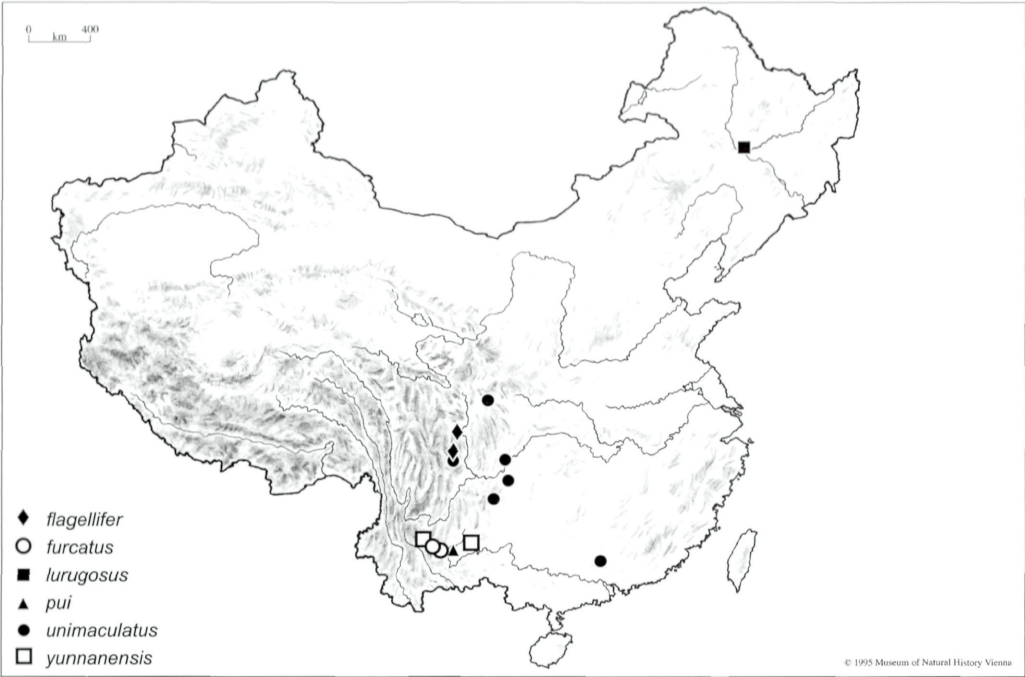 0 400
km
flagellifer
furcatus
lurugosus
pui
unimaculatus
yunnanensis
© 1995 Museum of Natural History Vienna